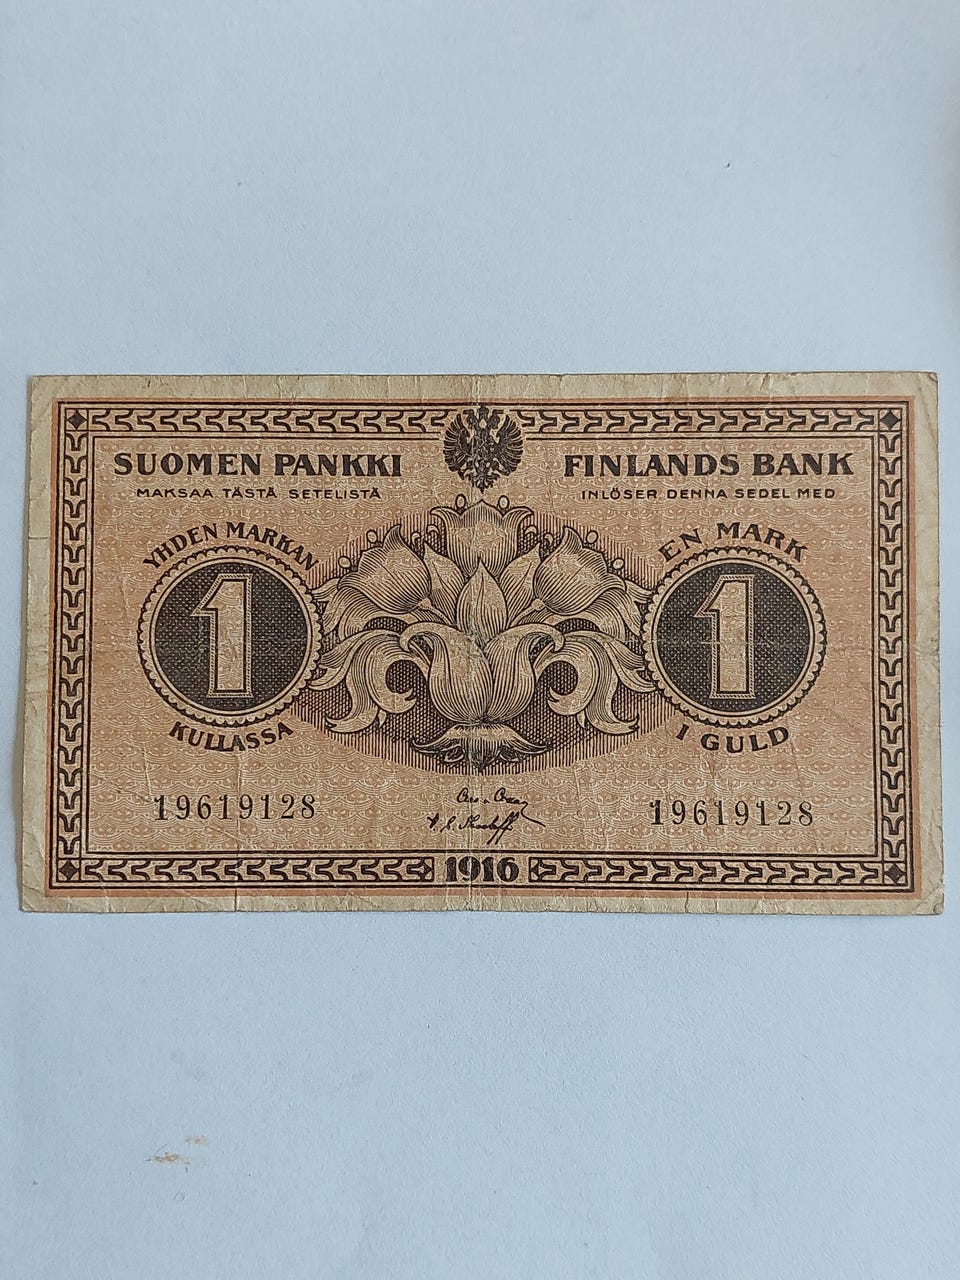 SUOMEN PANKKI
MAKSAA TÄSTÄ SETELISTÄ
YHDEN MARKAN
1
KULLASSA
19619128
FINLANDS BANK
INLÖSER DENNA SEDEL MED
EN MARK
1
I GULD
19619128
1916